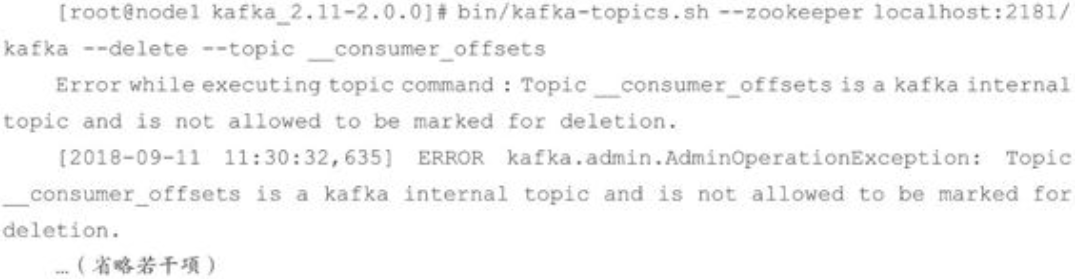 [root@node1 kafka_2.11-2.0.0]# bin/kafka-topics.sh --zookeeper localhost:2181/
kafka --delete --topic __consumer_offsets
Error while executing topic command : Topic __consumer_offsets is a kafka internal
topic and is not allowed to be marked for deletion.
[2018-09-11 11:30:32,635] ERROR kafka.admin.AdminOperationException: Topic
__consumer_offsets is a kafka internal topic and is not allowed to be marked for
deletion.
…（省略若干项）